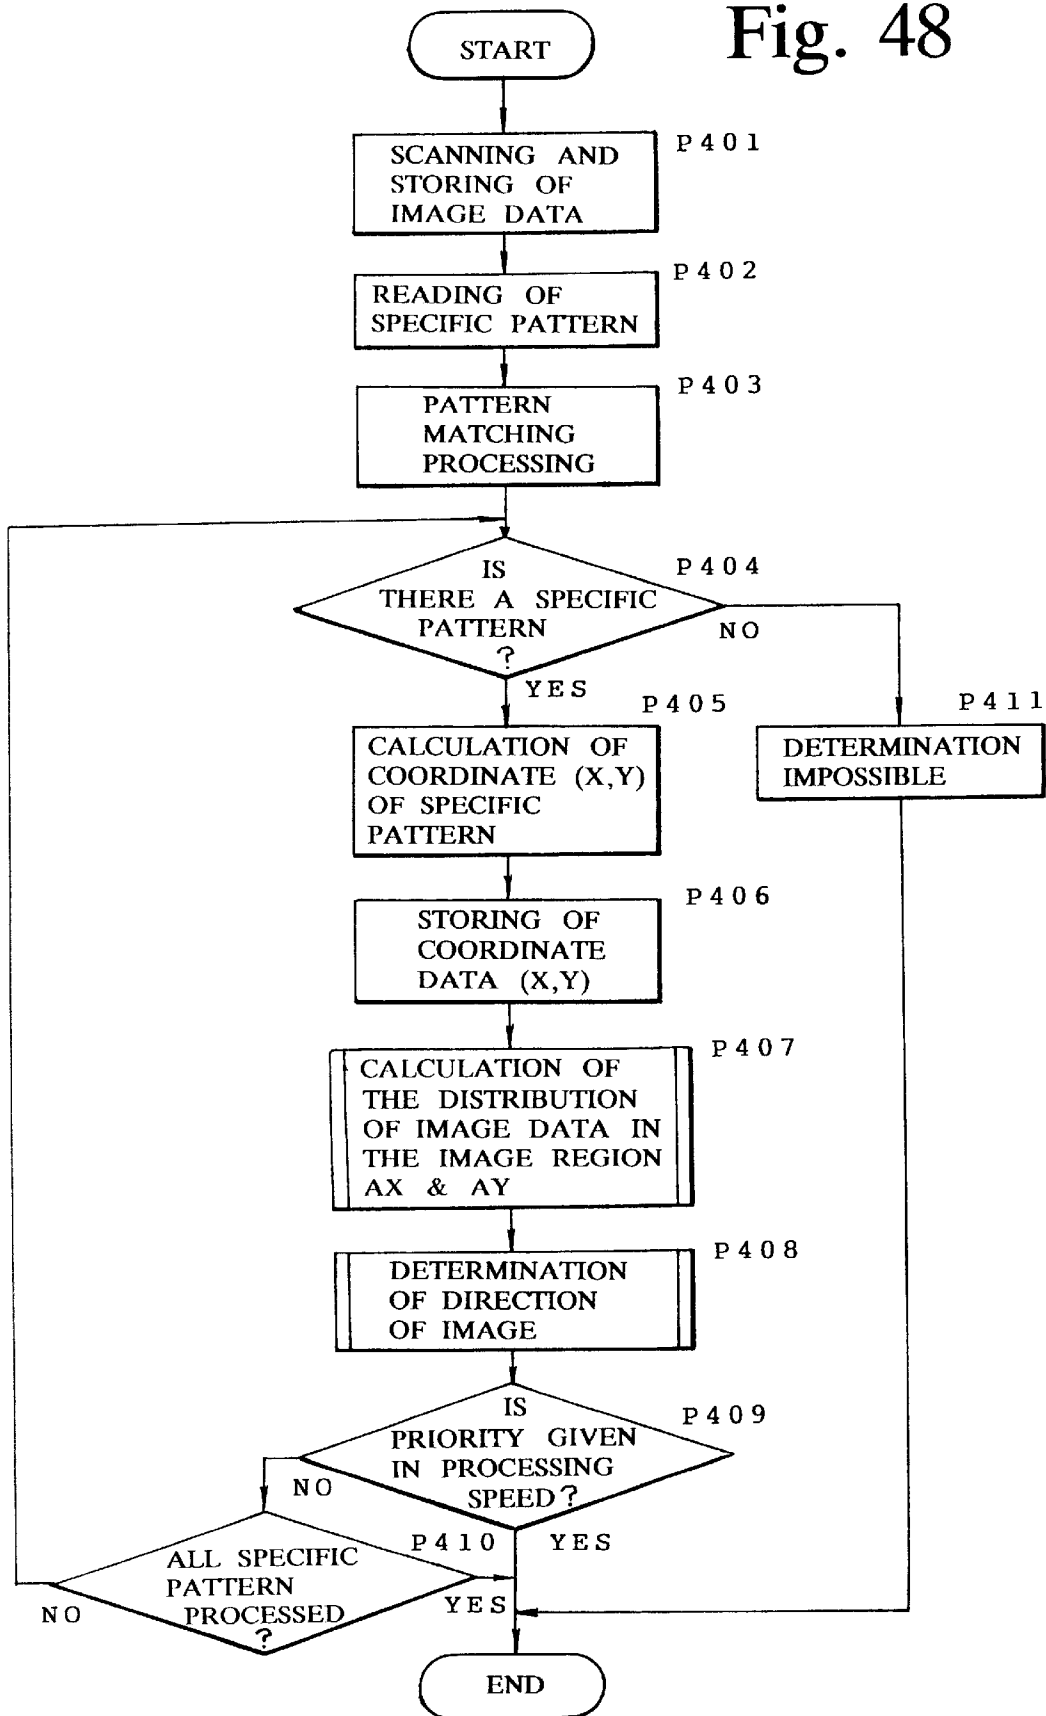 Fig. 48
START
P401
SCANNING AND
STORING OF
IMAGE DATA
P402
READING OF
SPECIFIC PATTERN
P403
PATTERN
MATCHING
PROCESSING
P404
IS
THERE A SPECIFIC
PATTERN
?
NO
YES
P405
CALCULATION OF
COORDINATE (X,Y)
OF SPECIFIC
PATTERN
P411
DETERMINATION
IMPOSSIBLE
P406
STORING OF
COORDINATE
DATA (X,Y)
P407
CALCULATION OF
THE DISTRIBUTION
OF IMAGE DATA IN
THE IMAGE REGION
AX & AY
P408
DETERMINATION
OF DIRECTION
OF IMAGE
P409
IS
PRIORITY GIVEN
IN PROCESSING
SPEED?
NO
YES
P410
ALL SPECIFIC
PATTERN
PROCESSED
?
NO
YES
END